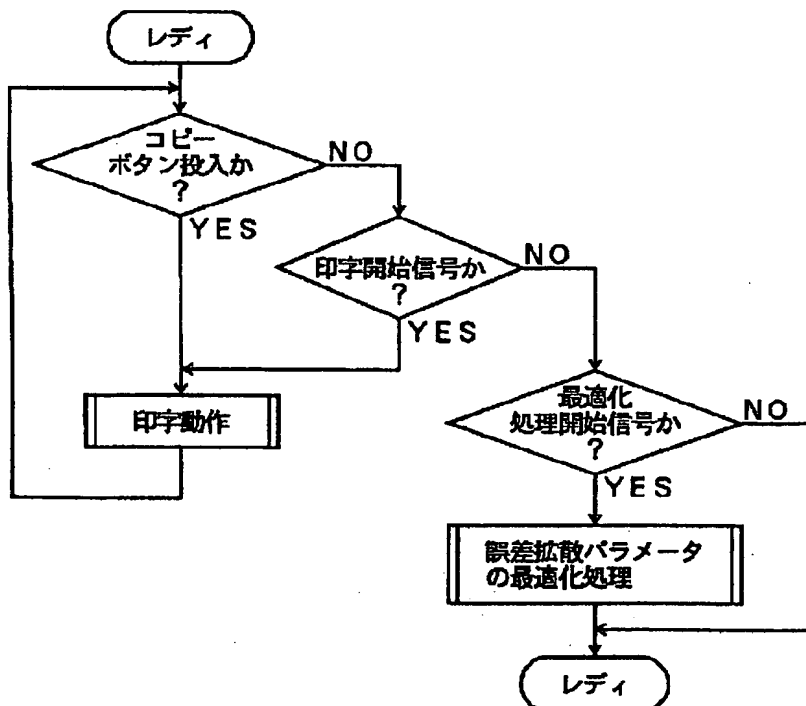 レディ
コピー
ボタン投入か
?
NO
YES
印字開始信号か
?
NO
YES
印字動作
最適化
処理開始信号か
?
NO
YES
誤差拡散パラメータ
の最適化処理
レディ